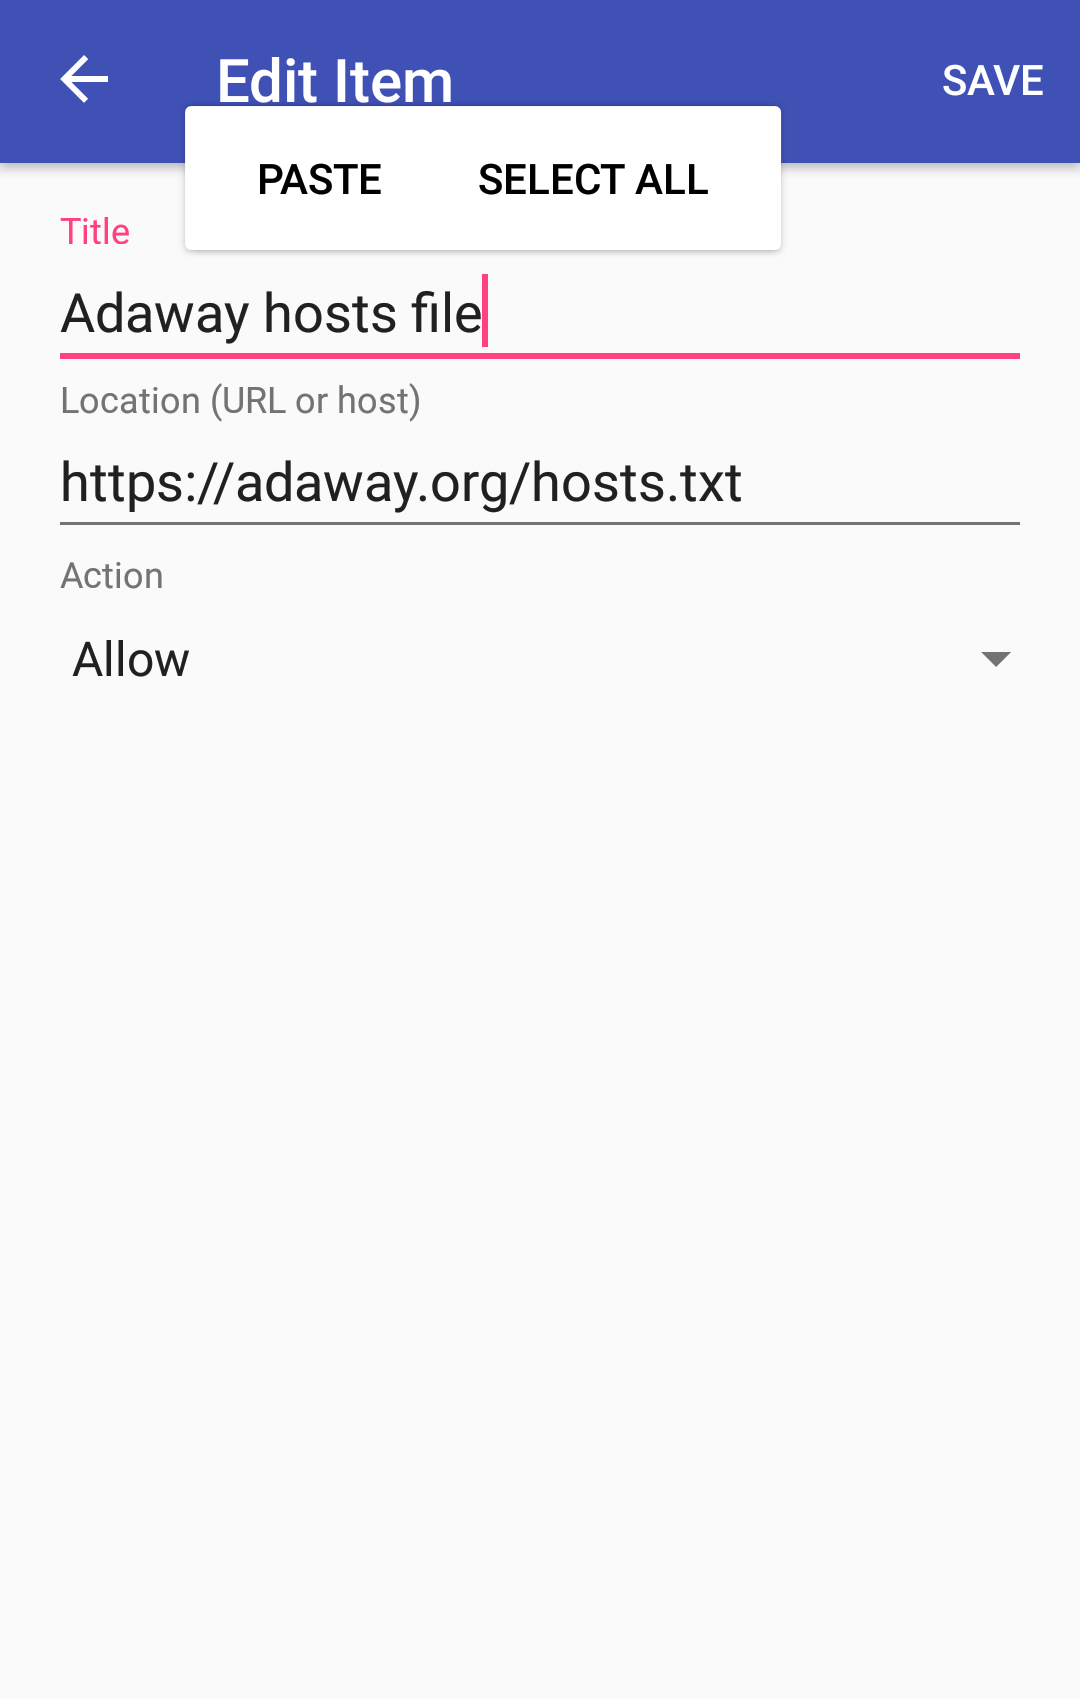 Edit Item
SAVE
PASTE SELECT ALL
Title
Adaway hosts file
Location (URL or host)
https://adaway.org/hosts.txt
Action
Allow